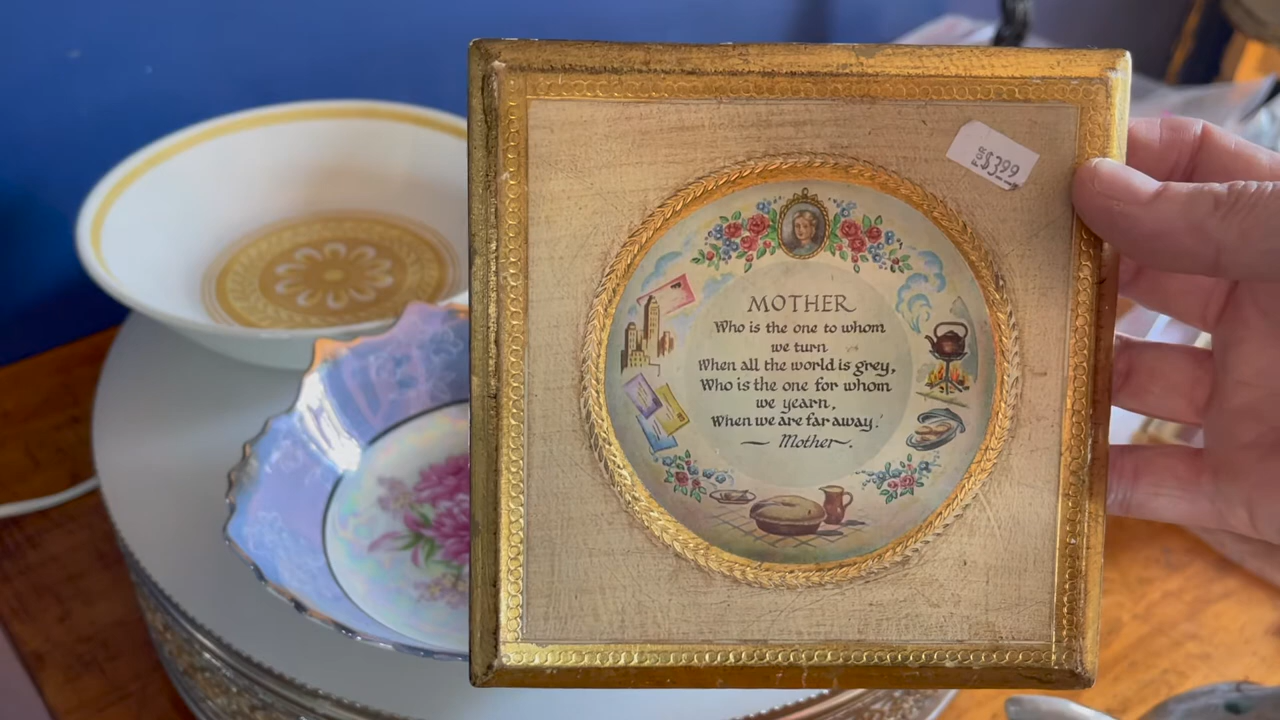 FOR $3.99
MOTHER
Who is the one to whom
we turn
When all the world is grey,
Who is the one for whom
we yearn,
When we are far away.'
— Mother —.